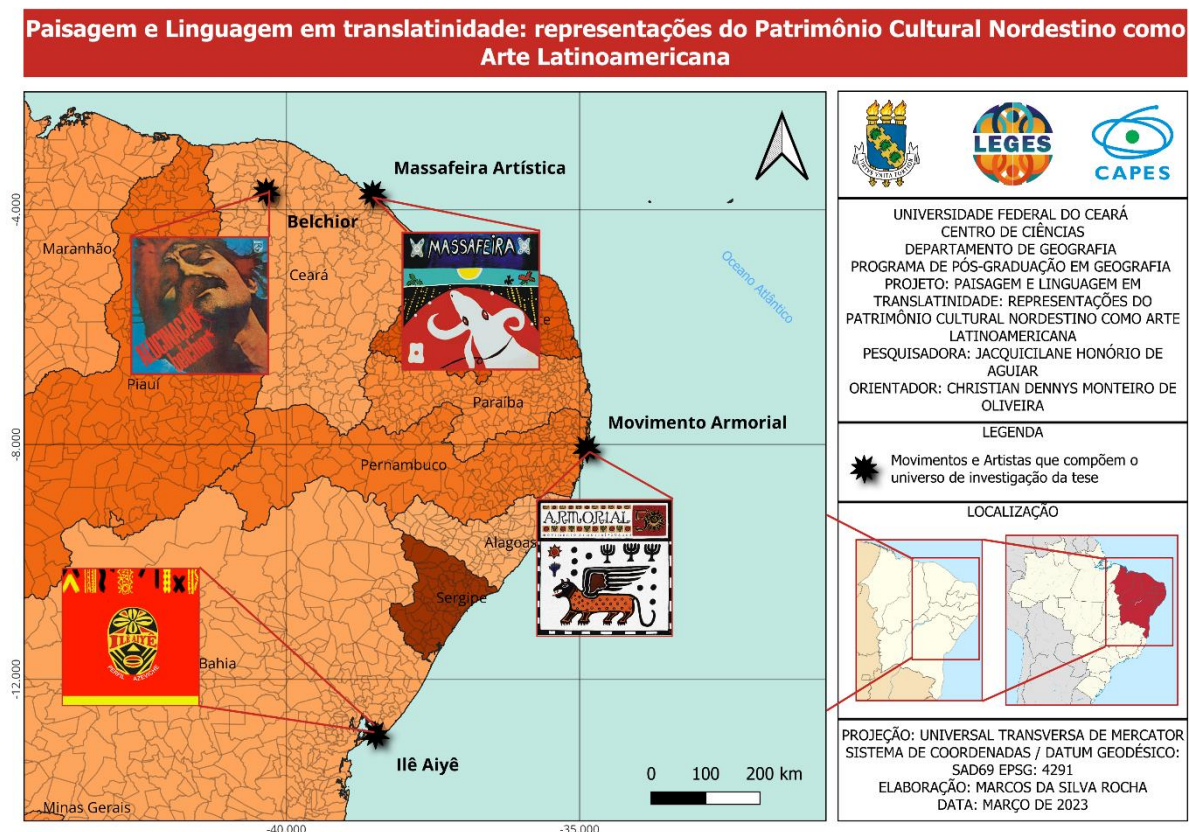 Paisagem e Linguagem em translatinidade: representações do Patrimônio Cultural Nordestino como
Arte Latinoamericana
Massafeira Artística
Belchior
Maranhão
Ceará
MASSAFEIRA
Oceano Atlântico
-4.000
e
Piauí
Paraíba
Movimento Armorial
-8.000
Pernambuco
ARMORIAL 50
Alagoas
Sergipe
ILÊ AIYÊ
PERFIL AZEVICHE
Bahia
-12.000
Ilê Aiyê
0 100 200 km
Minas Gerais
-40.000
-35.000
LEGES
CAPES
UNIVERSIDADE FEDERAL DO CEARÁ
CENTRO DE CIÊNCIAS
DEPARTAMENTO DE GEOGRAFIA
PROGRAMA DE PÓS-GRADUAÇÃO EM GEOGRAFIA
PROJETO: PAISAGEM E LINGUAGEM EM
TRANSLATINIDADE: REPRESENTAÇÕES DO
PATRIMÔNIO CULTURAL NORDESTINO COMO ARTE
LATINOAMERICANA
PESQUISADORA: JACQUICILANE HONÓRIO DE
AGUIAR
ORIENTADOR: CHRISTIAN DENNYS MONTEIRO DE
OLIVEIRA
LEGENDA
Movimentos e Artistas que compõem o
universo de investigação da tese
LOCALIZAÇÃO
PROJEÇÃO: UNIVERSAL TRANSVERSA DE MERCATOR
SISTEMA DE COORDENADAS / DATUM GEODÉSICO:
SAD69 EPSG: 4291
ELABORAÇÃO: MARCOS DA SILVA ROCHA
DATA: MARÇO DE 2023